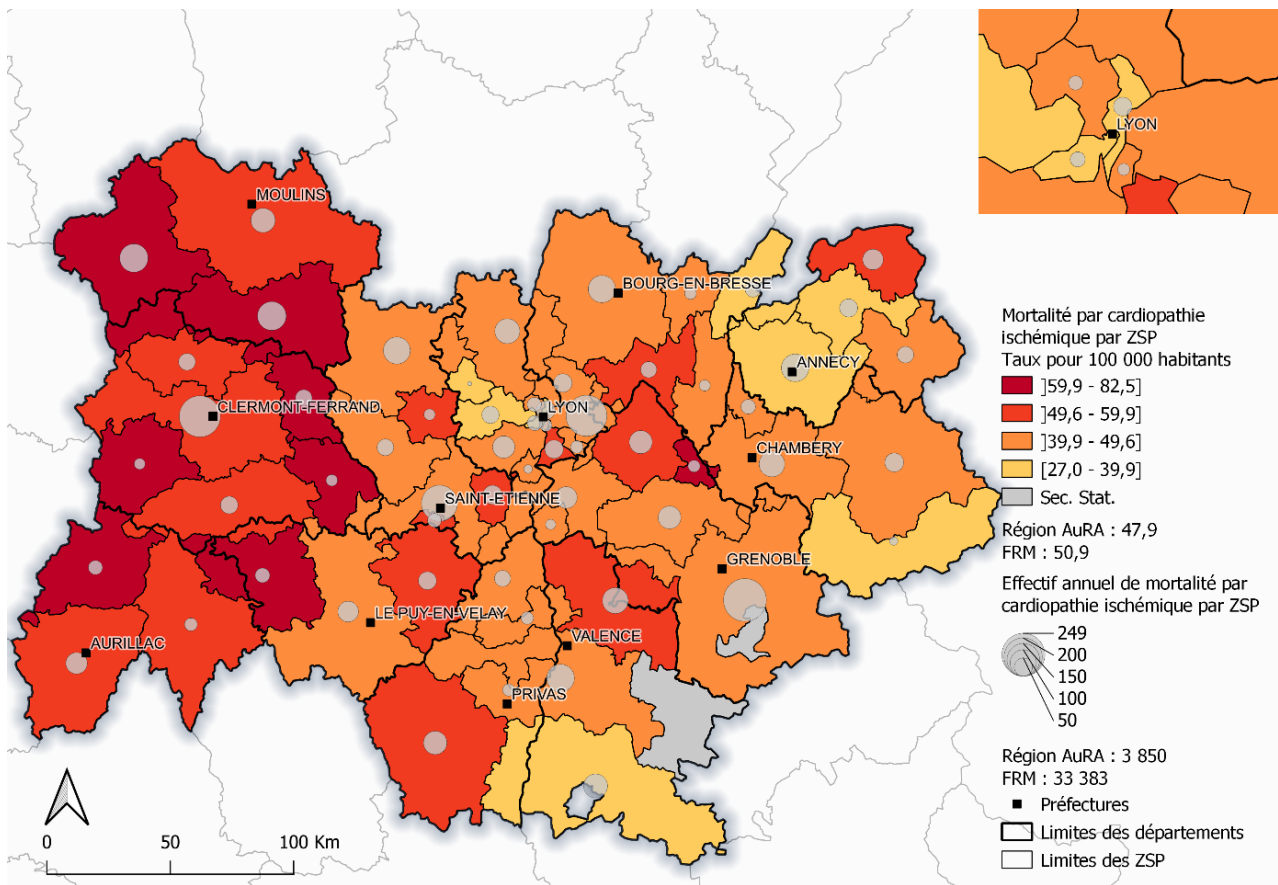 LYON
MOULINS
BOURG-EN-BRESSE
ANNECY
CLERMONT-FERRAND
LYON
CHAMBÉRY
SAINT-ETIENNE
GRENOBLE
LE-PUY-EN-VELAY
AURILLAC
VALENCE
PRIVAS
0 50 100 Km
Mortalité par cardiopathie
ischémique par ZSP
Taux pour 100 000 habitants
]59,9 - 82,5]
]49,6 - 59,9]
]39,9 - 49,6]
[27,0 - 39,9]
Sec. Stat.
Région AuRA : 47,9
FRM : 50,9
Effectif annuel de mortalité par
cardiopathie ischémique par ZSP
249
200
150
100
50
Région AuRA : 3 850
FRM : 33 383
Préfectures
Limites des départements
Limites des ZSP